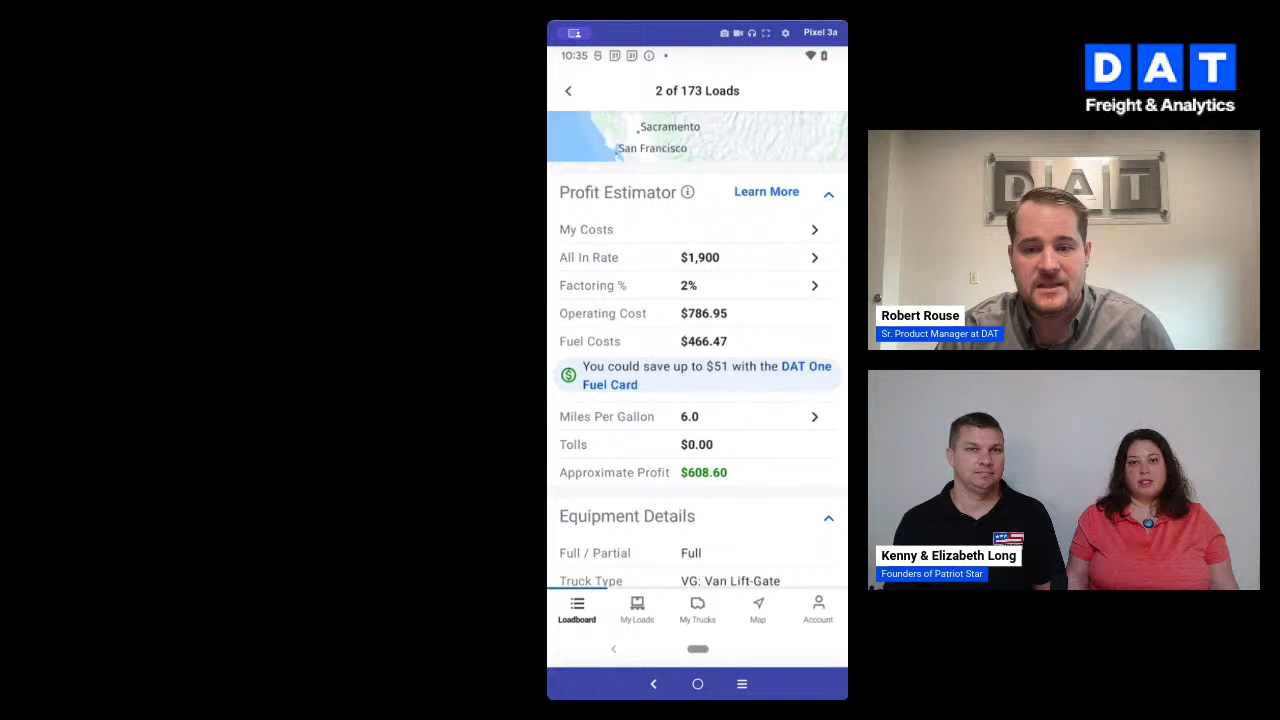 Pixel 3a
10:35
31
31
2 of 173 Loads
Sacramento
San Francisco
Profit Estimator
Learn More
My Costs
All In Rate $1,900
Factoring % 2%
Operating Cost $786.95
Fuel Costs $466.47
$
You could save up to $51 with the DAT One
Fuel Card
Miles Per Gallon 6.0
Tolls $0.00
Approximate Profit $608.60
Equipment Details
Full / Partial Full
Truck Type VG: Van Lift-Gate
Loadboard My Loads My Trucks Map Account
DAT
Freight & Analytics
DAT
Robert Rouse
Sr. Product Manager at DAT
Kenny & Elizabeth Long
Founders of Patriot Star